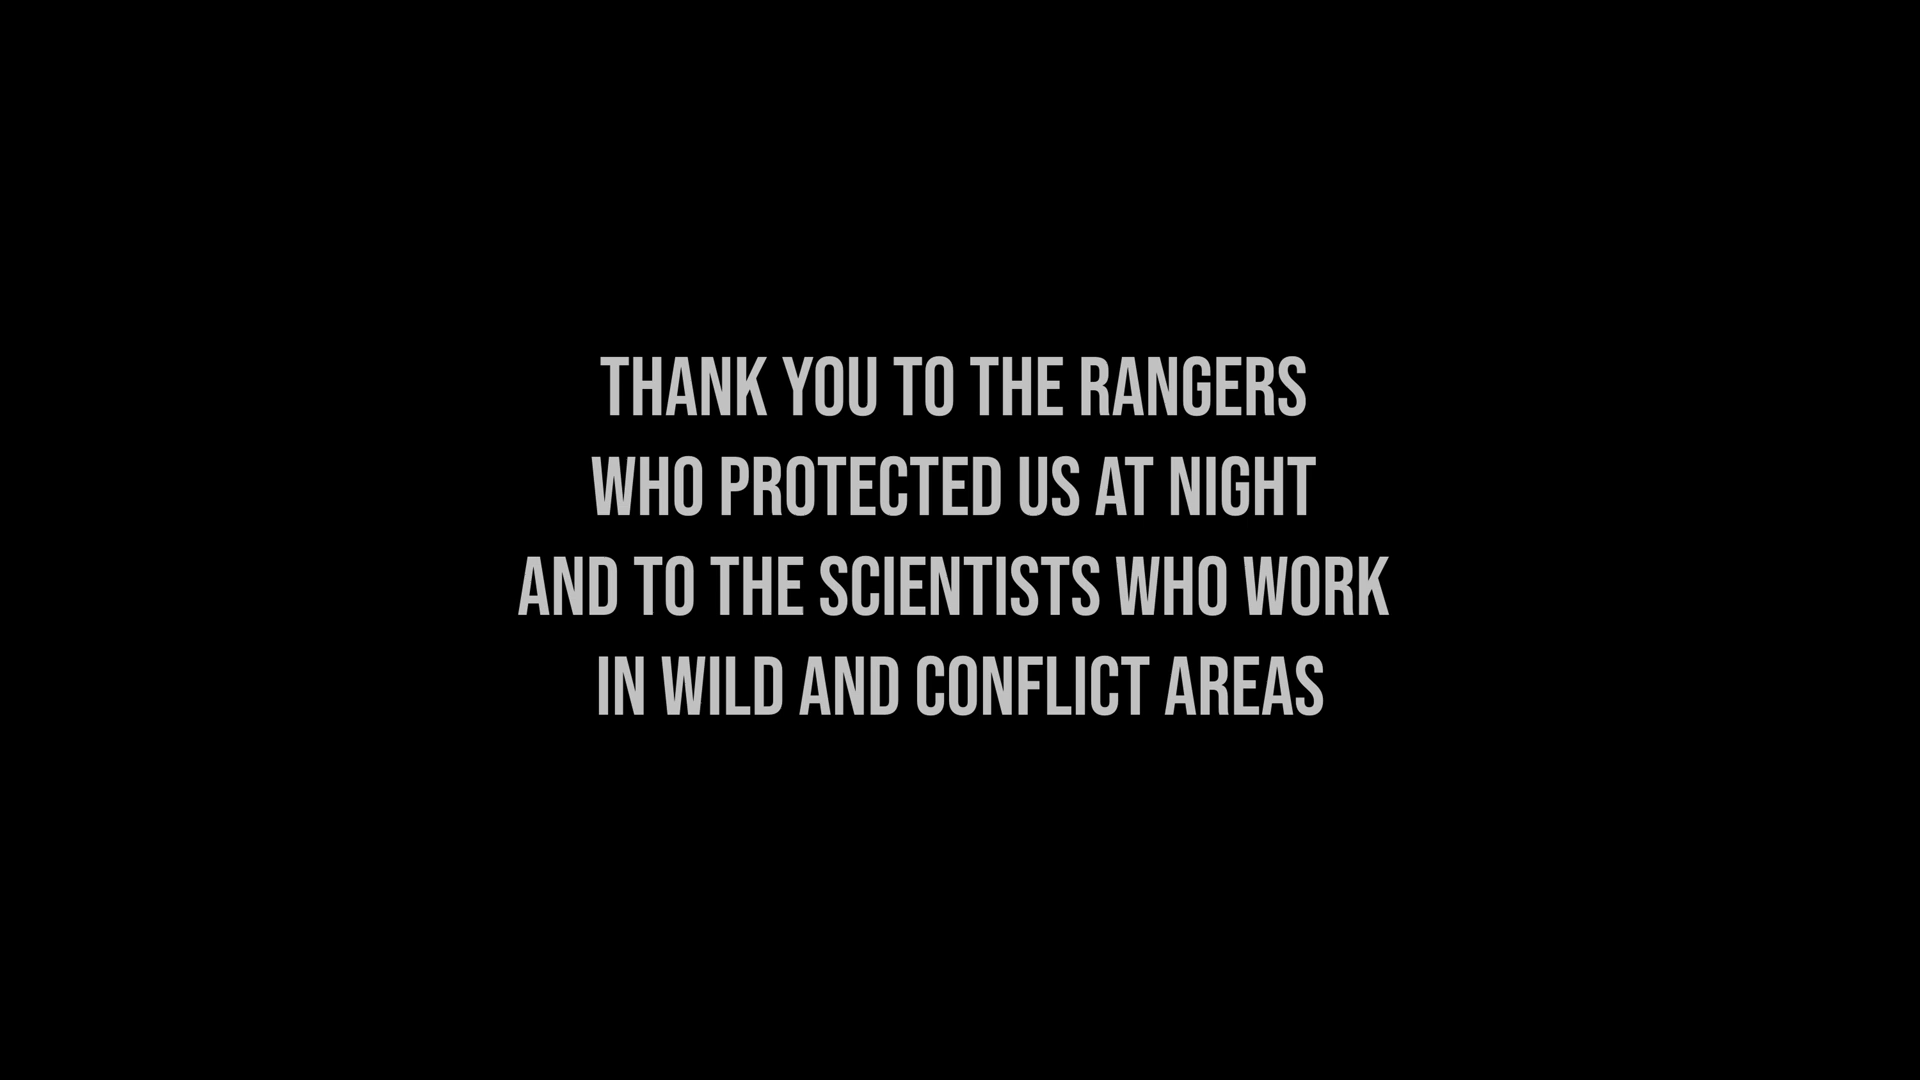 THANK YOU TO THE RANGERS
WHO PROTECTED US AT NIGHT
AND TO THE SCIENTISTS WHO WORK
IN WILD AND CONFLICT AREAS